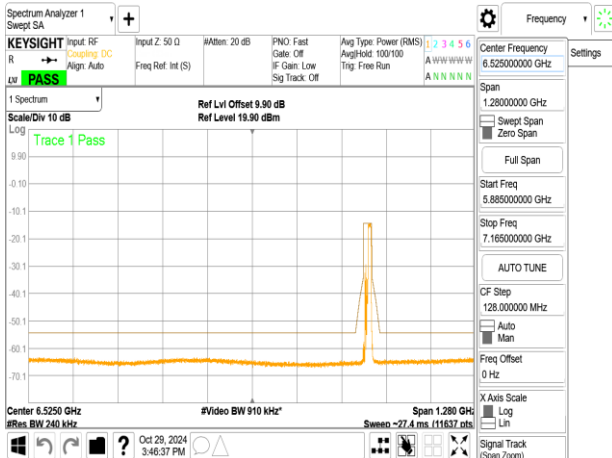 Spectrum Analyzer 1
Swept SA
Frequency
KEYSIGHT
R
LXI
PASS
Input: RF
Coupling: DC
Align: Auto
Input Z: 50 Ω
Freq Ref: Int (S)
#Atten: 20 dB
PNO: Fast
Gate: Off
IF Gain: Low
Sig Track: Off
Avg Type: Power (RMS)
Avg|Hold: 100/100
Trig: Free Run
1 2 3 4 5 6
A W W W W W
A N N N N N
Center Frequency
6.525000000 GHz
Settings
Span
1.28000000 GHz
Swept Span
Zero Span
Full Span
Start Freq
5.885000000 GHz
Stop Freq
7.165000000 GHz
AUTO TUNE
CF Step
128.000000 MHz
Auto
Man
Freq Offset
0 Hz
X Axis Scale
Log
Lin
Signal Track
(Span Zoom)
1 Spectrum
Scale/Div 10 dB
Log
Ref Lvl Offset 9.90 dB
Ref Level 19.90 dBm
Trace 1 Pass
9.90
-0.10
-10.1
-20.1
-30.1
-40.1
-50.1
-60.1
-70.1
Center 6.5250 GHz
#Video BW 910 kHz*
Span 1.280 GHz
#Res BW 240 kHz
Sweep ~27.4 ms (11637 pts
?
Oct 29, 2024
3:46:37 PM